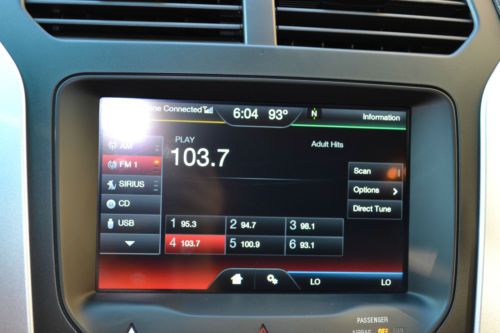 Connected
6:04 93° N
Information
AM
FM 1
SIRIUS
CD
USB
PLAY
103.7
Adult Hits
Scan
Options
Direct Tune
1 95.3 2 94.7 3 98.1
4 103.7 5 100.9 6 93.1
LO LO
PASSENGER
AIRBAG OFF